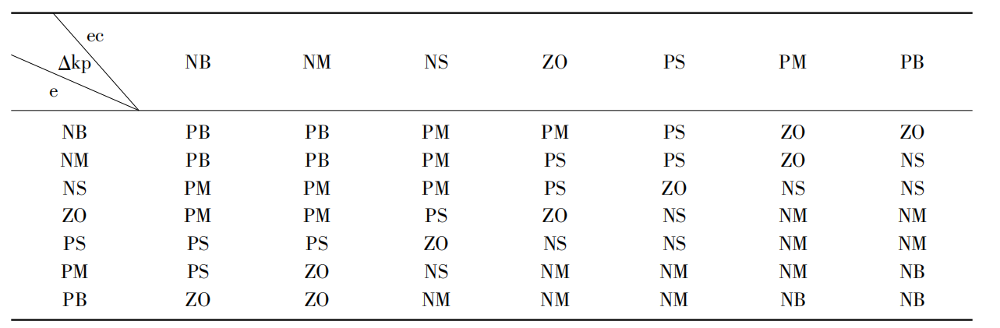 ec
Δkp NB NM NS ZO PS PM PB
e
NB PB PB PM PM PS ZO ZO
NM PB PB PM PS PS ZO NS
NS PM PM PM PS ZO NS NS
ZO PM PM PS ZO NS NM NM
PS PS PS ZO NS NS NM NM
PM PS ZO NS NM NM NM NB
PB ZO ZO NM NM NM NB NB